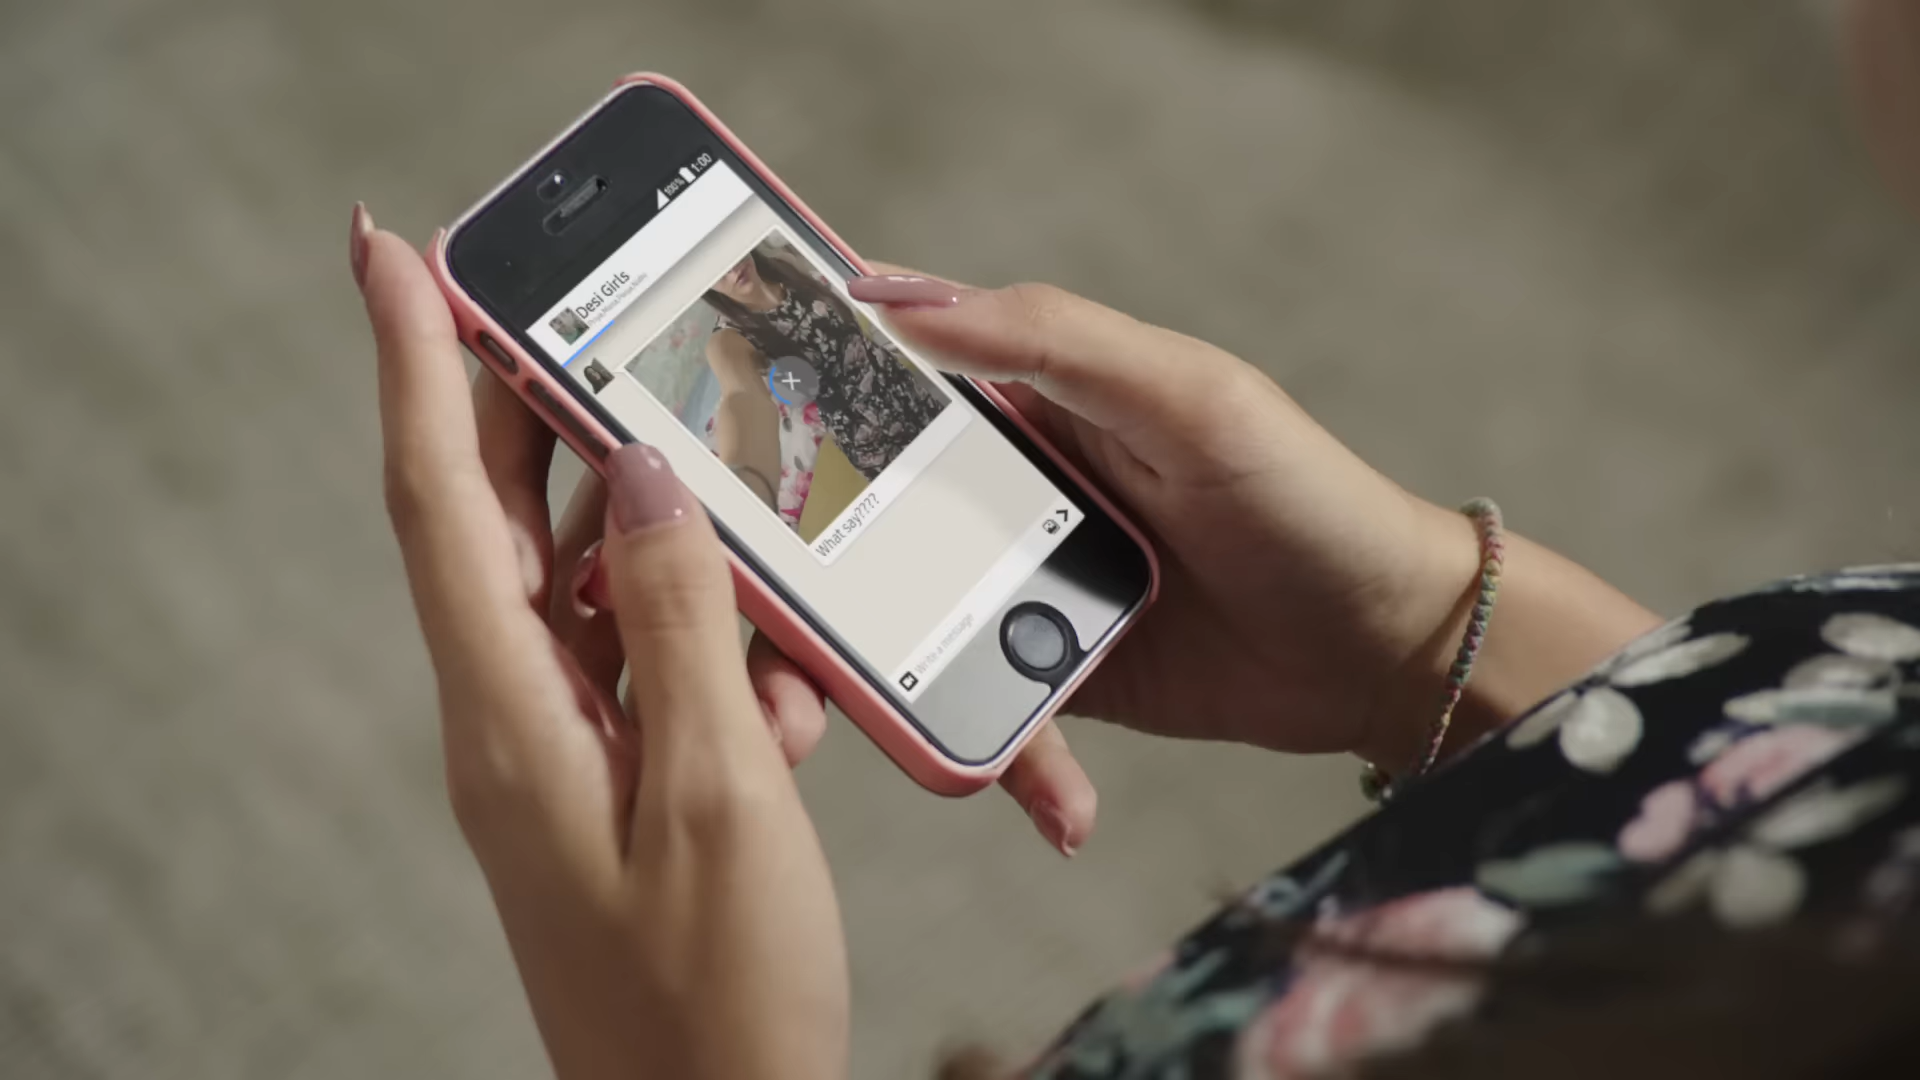 100% 1:00
Desi Girls
What say????
Write a message